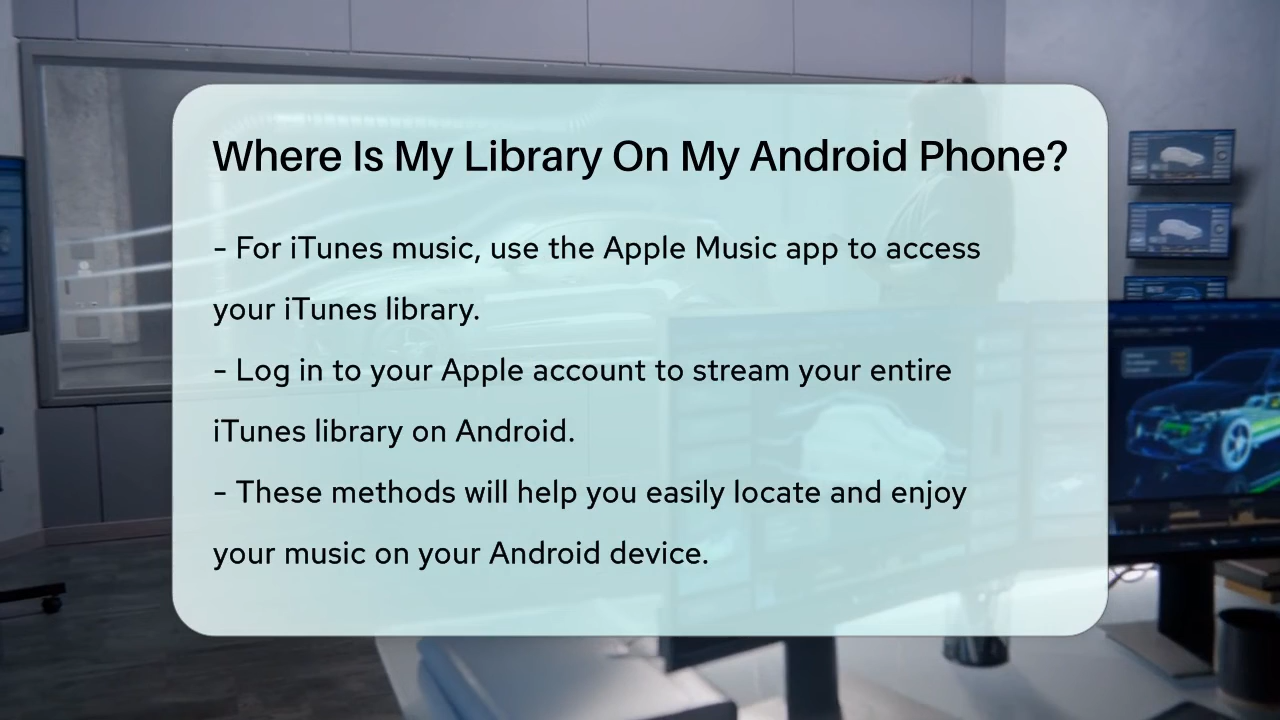 Where Is My Library On My Android Phone?
– For iTunes music, use the Apple Music app to access
your iTunes library.
– Log in to your Apple account to stream your entire
iTunes library on Android.
– These methods will help you easily locate and enjoy
your music on your Android device.